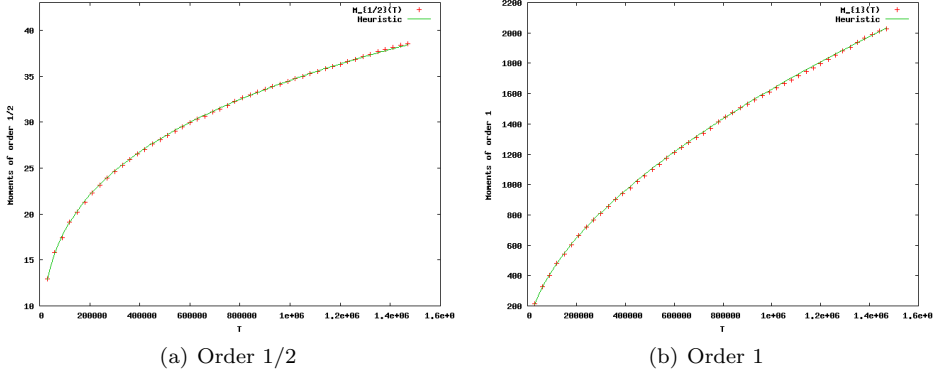 M_{1/2}(T)
Heuristic
40
35
30
25
20
15
10
Moments of order 1/2
0
200000
400000
600000
800000
1e+06
1.2e+06
1.4e+06
1.6e+06
T
(a) Order 1/2
M_{1}(T)
Heuristic
2200
2000
1800
1600
1400
1200
1000
800
600
400
200
Moments of order 1
0
200000
400000
600000
800000
1e+06
1.2e+06
1.4e+06
1.6e+06
T
(b) Order 1